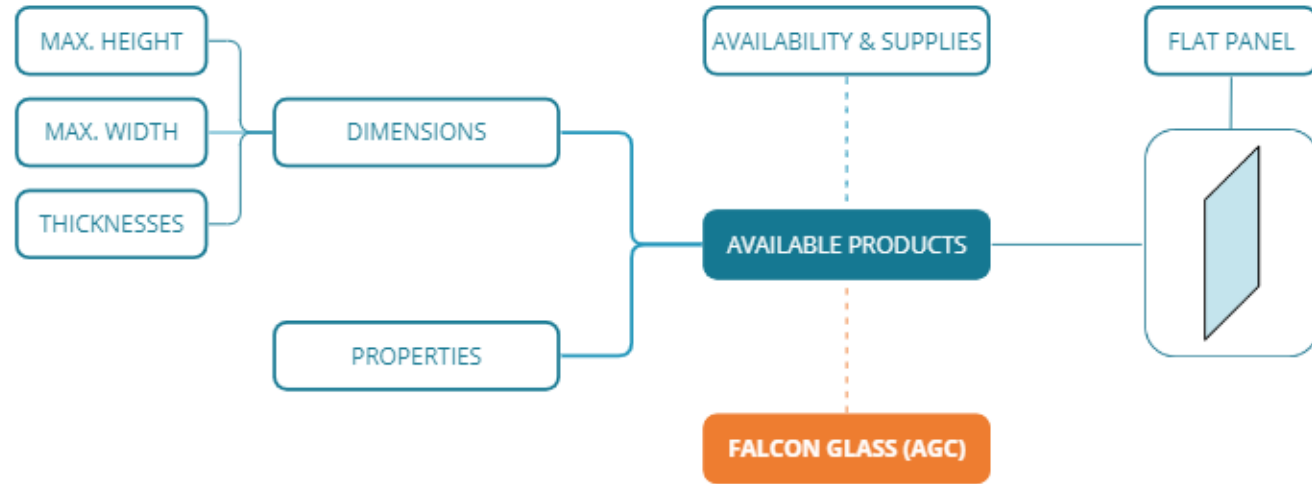 MAX. HEIGHT
AVAILABILITY & SUPPLIES
FLAT PANEL
MAX. WIDTH
DIMENSIONS
THICKNESSES
AVAILABLE PRODUCTS
PROPERTIES
FALCON GLASS (AGC)